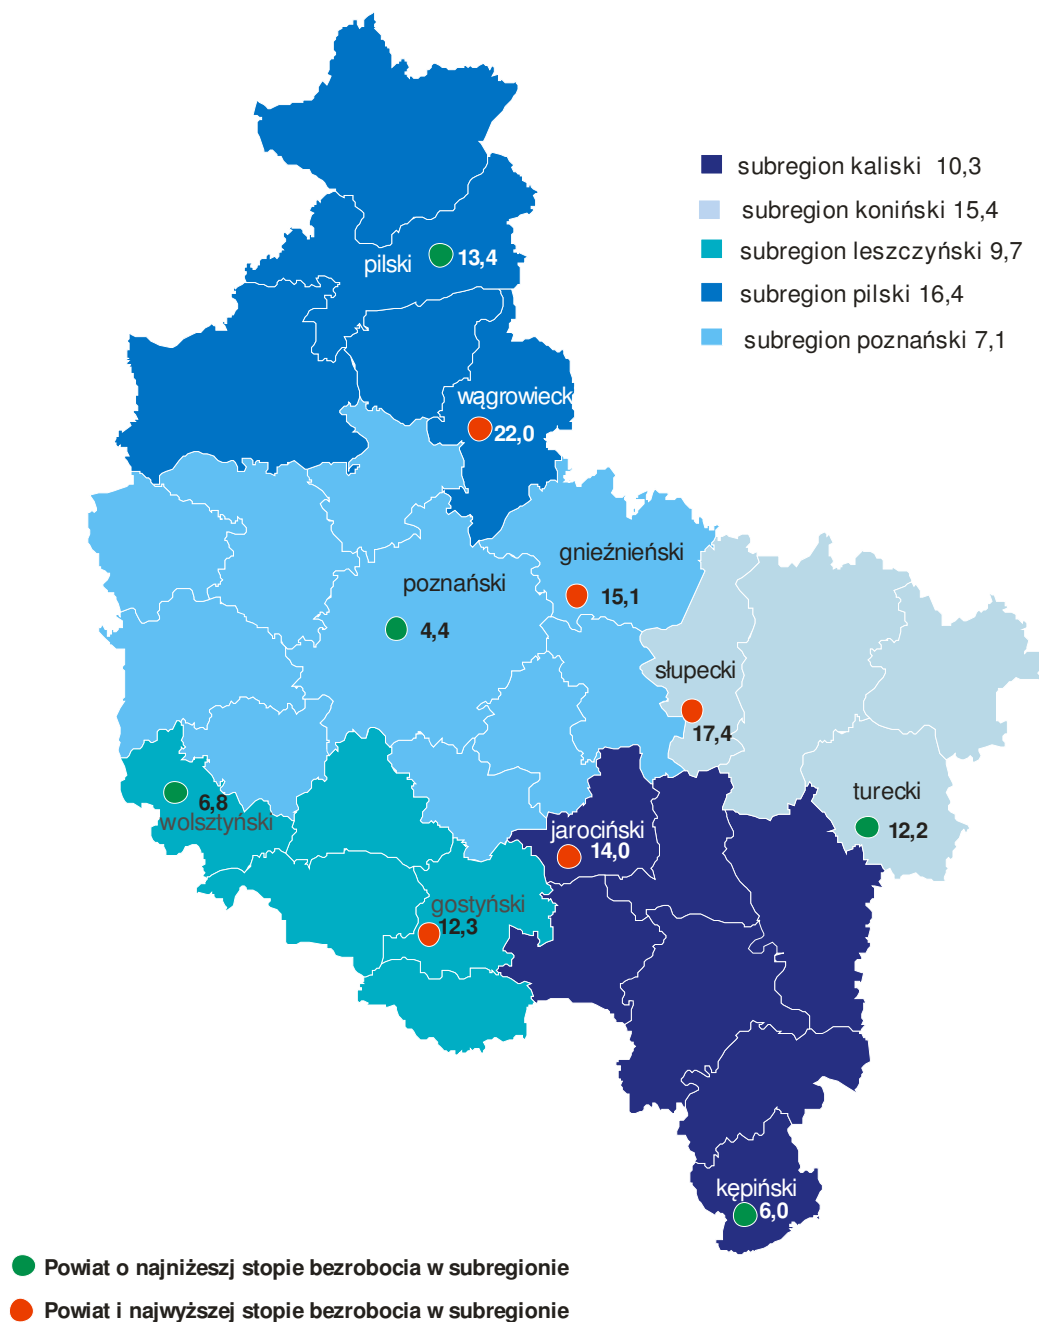 subregion kaliski 10,3
subregion koniński 15,4
subregion leszczyński 9,7
subregion pilski 16,4
subregion poznański 7,1
pilski
13,4
wągrowieck
22,0
gnieźnieński
15,1
poznański
4,4
słupecki
17,4
6,8
wolsztyński
turecki
12,2
jarociński
14,0
gostyński
12,3
kępiński
6,0
Powiat o najniżeszj stopie bezrobocia w subregionie
Powiat i najwyższej stopie bezrobocia w subregionie